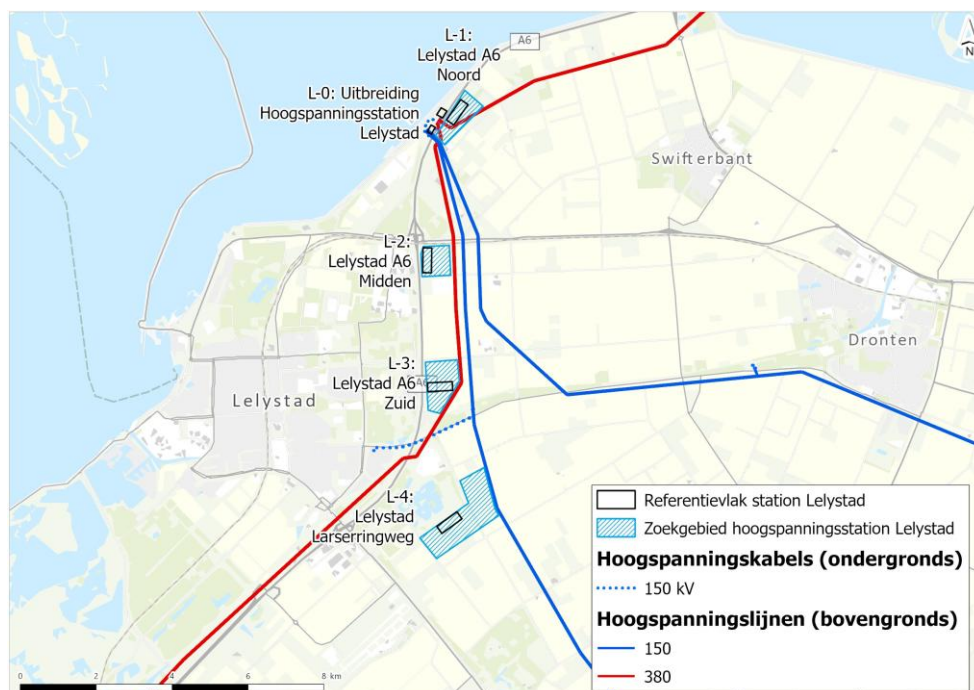 L-1:
Lelystad A6
Noord
A6
N
L-0: Uitbreiding
Hoogspanningsstation
Lelystad
Swifterbant
L-2:
Lelystad A6
Midden
Dronten
L-3:
Lelystad A6
Zuid
A6
Lelystad
L-4:
Lelystad
Larserringweg
Referentievlak station Lelystad
Zoekgebied hoogspanningsstation Lelystad
Hoogspanningskabels (ondergronds)
150 kV
Hoogspanningslijnen (bovengronds)
150
380
0 2 4 6 8 km